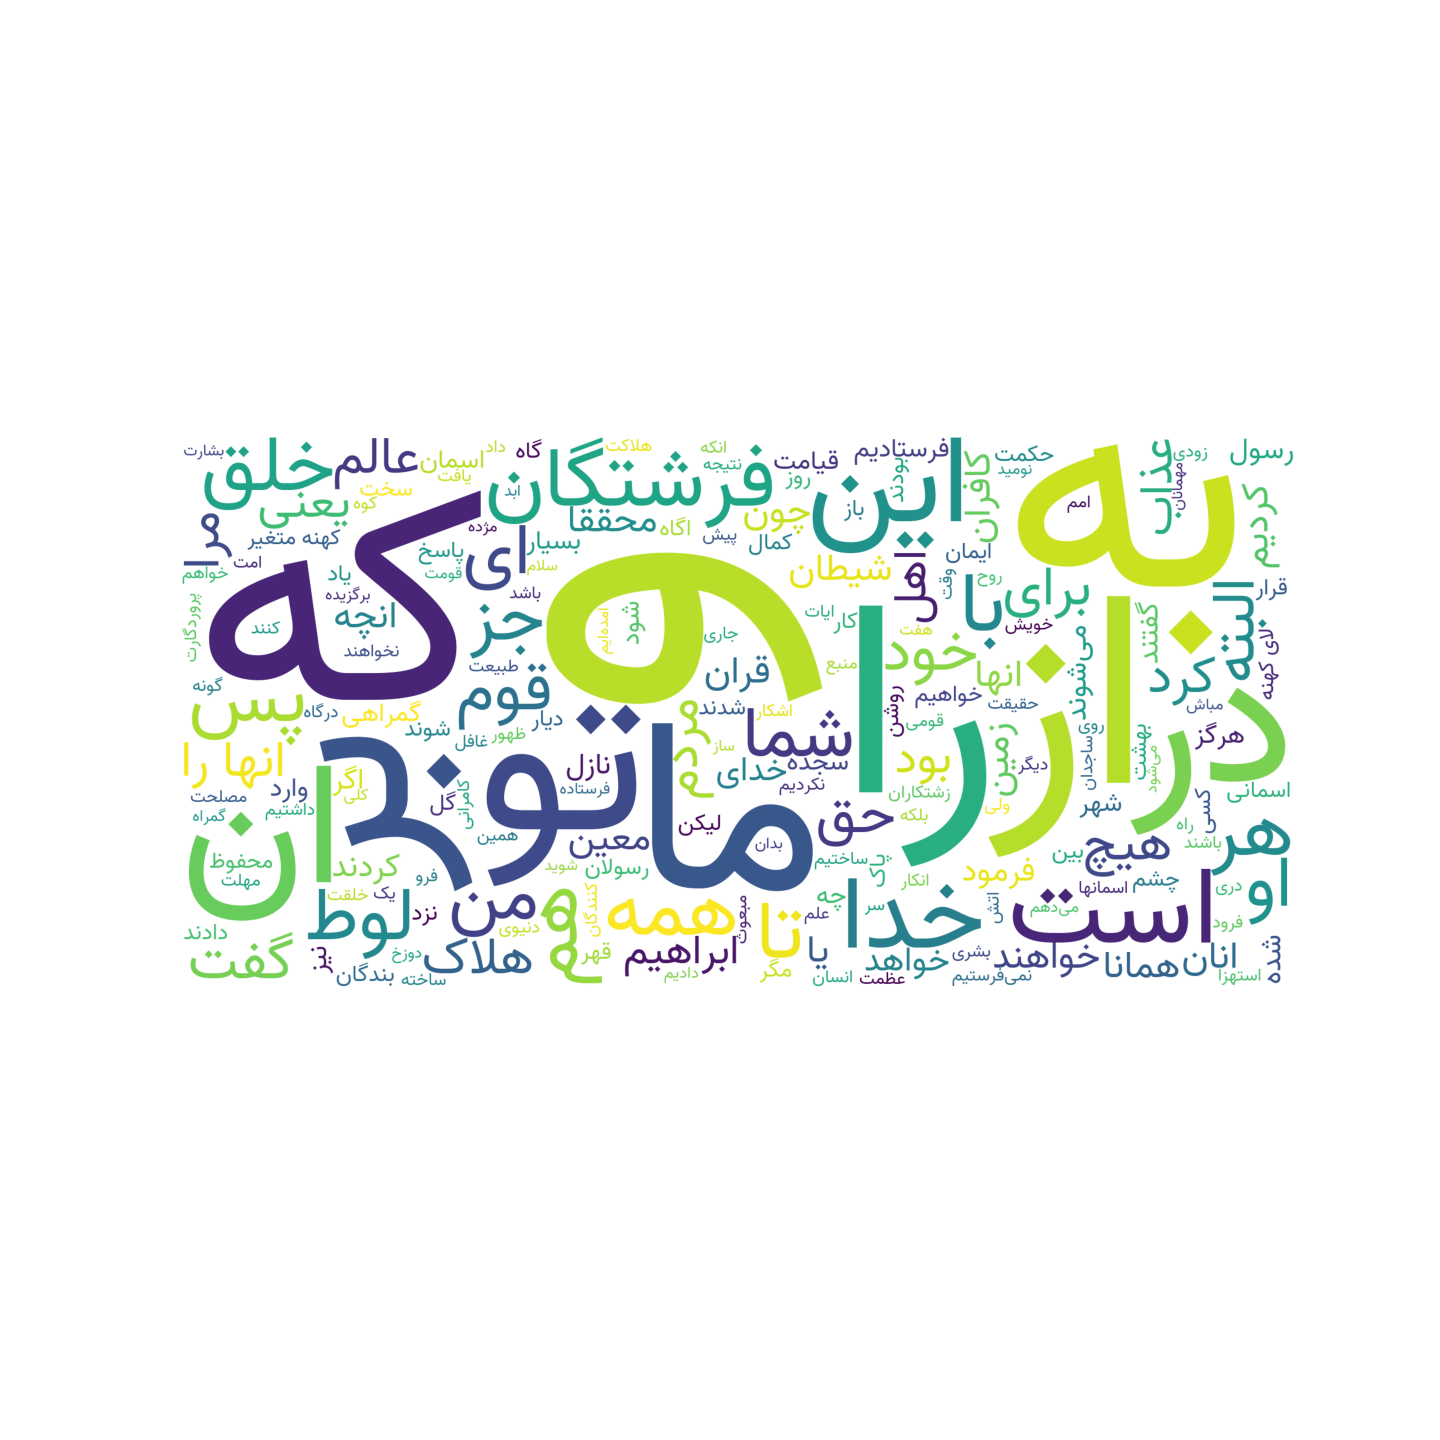 و
که
به
از
را
در
ما
تو
بر
ان
است
خدا
این
فرشتگان
خلق
عالم
یعنی
مرا
ای
جز
قوم
پس
انها را
لوط
گفت
من
هم
همه
تا
هلاک
ابراهیم
شما
مردم
خود
با
برای
البته
هر
او
هیچ
حق
بود
کرد
انها
زمین
اهل
شیطان
چون
محققا
قران
خدای
نازل
معین
فرمود
خواهد
خواهند
همانا
انان
شده
عذاب
رسول
کردیم
کافران
حکمت
نومید
فرستادیم
بودند
قیامت
روز
باز
هلاکت
انکه
نتیجه
داد
گاه
اسمان
یافت
سخت
کوه
بشارت
ابد
مژده
کهنه متغیر
امت
خواهم
یاد
برگزیده
پاسخ
قومت
بسیار
سلام
باشد
اگاه
پیش
کمال
ایمان
وقت
روح
خویش
امم
مهمانان
زودی
قرار
لای کهنه
گفتند
می‌شوند
انچه
نخواهند
کنند
پروردگارت
گونه
درگاه
گمراهی
شوند
طبیعت
دیار
ظهور
غافل
شود
امده‌ایم
جاری
ایات
کار
هفت
منبع
روشن
خواهیم
قومی
حقیقت
شدند
اشکار
ساز
سجده
نکردیم
دیگر
زشتکاران
بلکه
ولی
شهر
روی
ساجدان
بهشت
می‌شود
مباش
هرگز
اسمانی
کسی
راه
باشند
وارد
اگر
کلی
داشتیم
مصلحت
گمراه
گل
کامرانی
همین
فرستاده
لیکن
بدان
ساختیم
پاک
رسولان
شوید
محفوظ
مهلت
کردند
خلقت
یک
فرو
نزد
دنیوی
کنندگان
قهر
دادیم
مبعوث
چه
علم
یا
مگر
انسان
سر
انکار
عظمت
اتش
بین
چشم
اسمانها
می‌دهم
بشری
نمی‌فرستیم
دری
فرود
استهزا
دادند
نیز
بندگان
دوزخ
ساخته